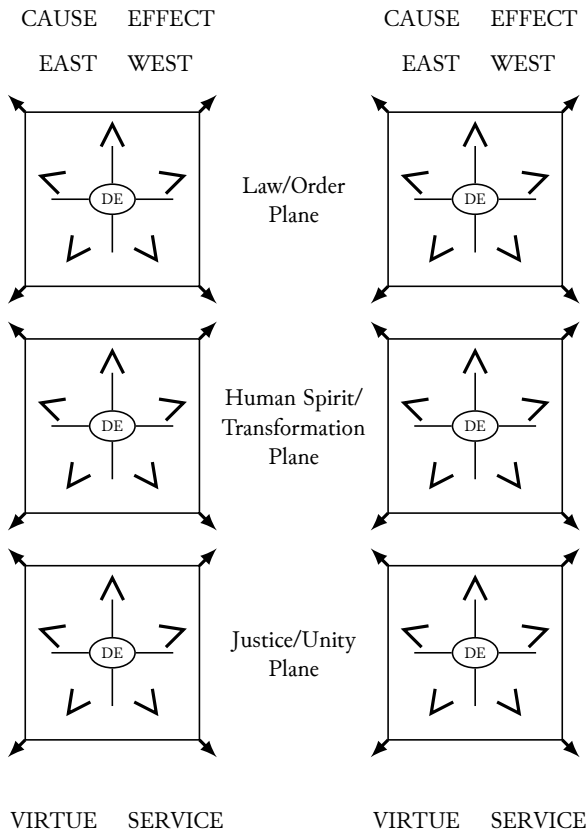 CAUSE EFFECT CAUSE EFFECT
EAST WEST EAST WEST
DE DE
Law/Order
Plane
DE DE
Human Spirit/
Transformation
Plane
DE DE
Justice/Unity
Plane
VIRTUE SERVICE VIRTUE SERVICE